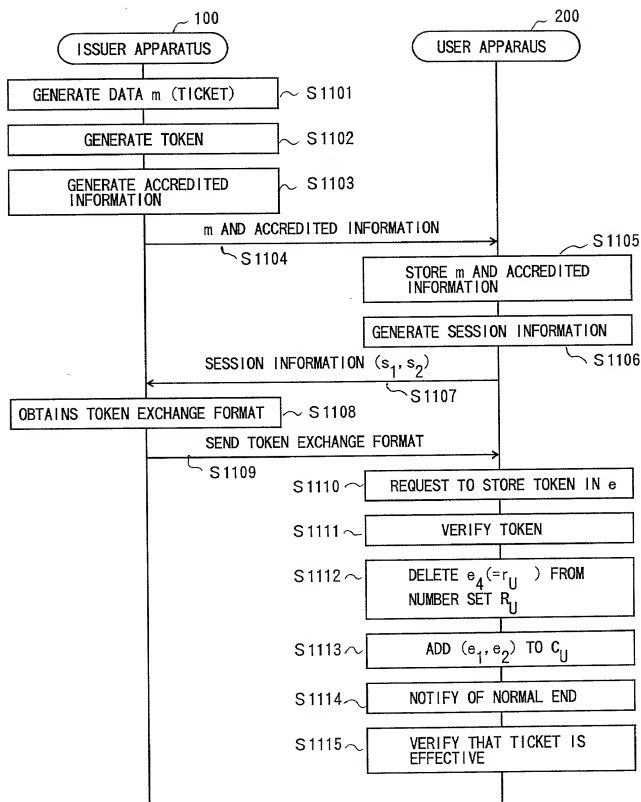 100
200
ISSUER APPARATUS
USER APPARAUS
GENERATE DATA m (TICKET)
S1101
GENERATE TOKEN
S1102
GENERATE ACCREDITED
INFORMATION
S1103
m AND ACCREDITED INFORMATION
S1104
S1105
STORE m AND ACCREDITED
INFORMATION
GENERATE SESSION INFORMATION
S1106
SESSION INFORMATION (s1, s2)
S1107
OBTAINS TOKEN EXCHANGE FORMAT
S1108
SEND TOKEN EXCHANGE FORMAT
S1109
S1110
REQUEST TO STORE TOKEN IN e
S1111
VERIFY TOKEN
S1112
DELETE e4(=rU ) FROM
NUMBER SET RU
S1113
ADD (e1, e2) TO CU
S1114
NOTIFY OF NORMAL END
S1115
VERIFY THAT TICKET IS
EFFECTIVE